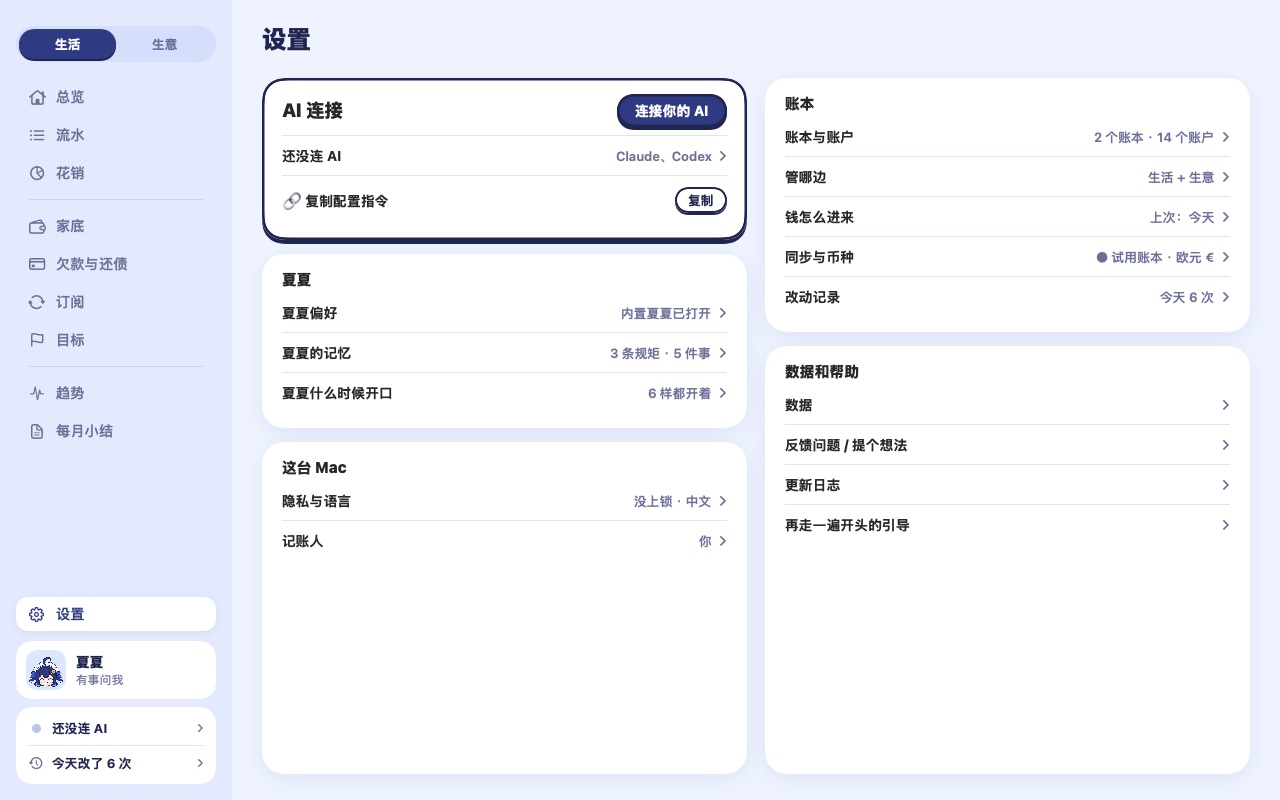 生活
生意
总览
流水
花销
家底
欠款与还债
订阅
目标
趋势
每月小结
设置
夏夏
有事问我
还没连 AI
今天改了 6 次
设置
AI 连接
连接你的 AI
还没连 AI
Claude、Codex
🔗 复制配置指令
复制
夏夏
夏夏偏好
内置夏夏已打开
夏夏的记忆
3 条规矩 · 5 件事
夏夏什么时候开口
6 样都开着
这台 Mac
隐私与语言
没上锁 · 中文
记账人
你
账本
账本与账户
2 个账本 · 14 个账户
管哪边
生活 + 生意
钱怎么进来
上次：今天
同步与币种
● 试用账本 · 欧元 €
改动记录
今天 6 次
数据和帮助
数据
反馈问题 / 提个想法
更新日志
再走一遍开头的引导